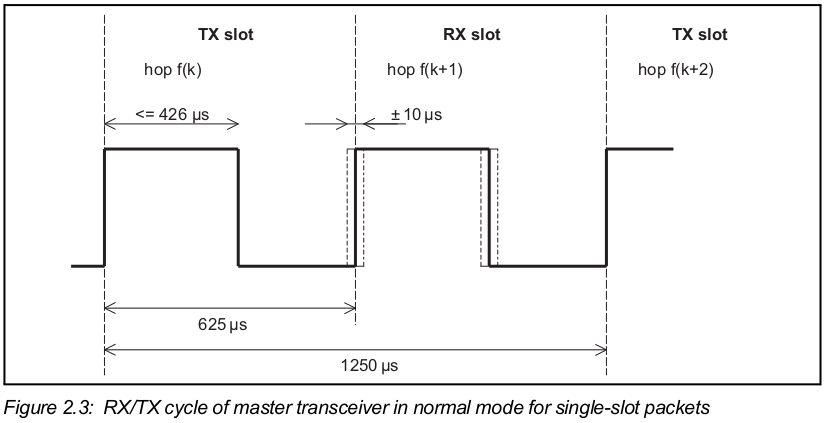 TX slot RX slot TX slot
hop f(k) hop f(k+1) hop f(k+2)
<= 426 µs ± 10 µs
625 µs
1250 µs
Figure 2.3: RX/TX cycle of master transceiver in normal mode for single-slot packets